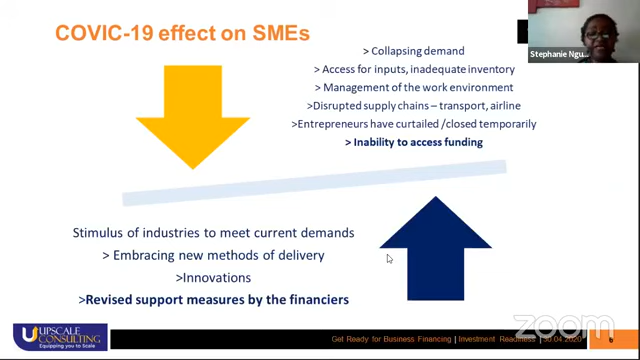 COVID-19 effect on SMEs
Stephanie Ngu...
> Collapsing demand
> Access for inputs, inadequate inventory
> Management of the work environment
>Disrupted supply chains – transport, airline
>Entrepreneurs have curtailed /closed temporarily
> Inability to access funding
Stimulus of industries to meet current demands
> Embracing new methods of delivery
>Innovations
>Revised support measures by the financiers
UPSCALE
CONSULTING
Equipping you to Scale
Get Ready for Business Financing | Investment Readiness | 30.04.2020
6
zoom